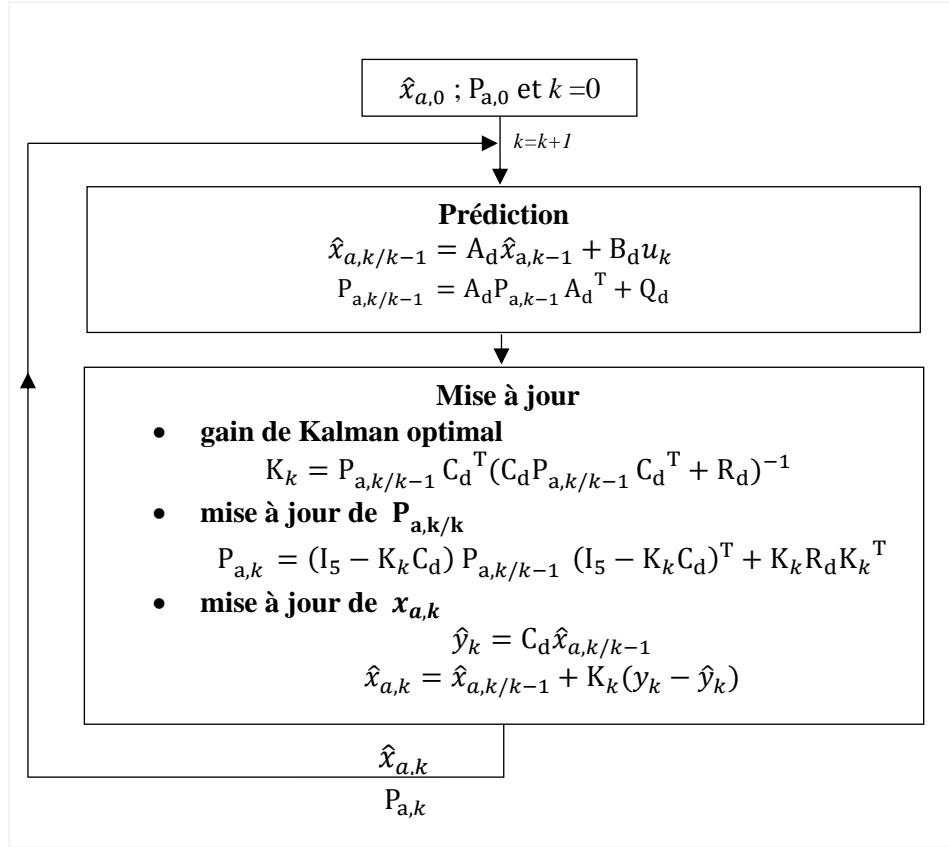 x̂ₐ,₀ ; Pₐ,₀ et k =0
k=k+1
Prédiction
x̂_{a,k/k−1} = A_d x̂_{a,k−1} + B_d u_k
P_{a,k/k−1} = A_d P_{a,k−1} A_d^T + Q_d
Mise à jour
• gain de Kalman optimal
K_k = P_{a,k/k−1} C_d^T (C_d P_{a,k/k−1} C_d^T + R_d)^{−1}
• mise à jour de P_{a,k/k}
P_{a,k} = (I_5 − K_k C_d) P_{a,k/k−1} (I_5 − K_k C_d)^T + K_k R_d K_k^T
• mise à jour de x_{a,k}
ŷ_k = C_d x̂_{a,k/k−1}
x̂_{a,k} = x̂_{a,k/k−1} + K_k(y_k − ŷ_k)
x̂_{a,k}
P_{a,k}